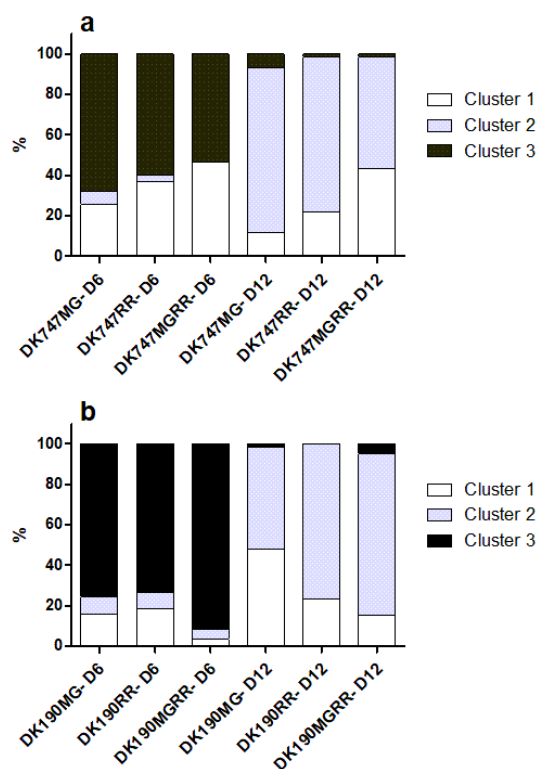 a
100
80
60
40
20
0
%
Cluster 1
Cluster 2
Cluster 3
DK747MG- D6
DK747RR- D6
DK747MGRR- D6
DK747MG- D12
DK747RR- D12
DK747MGRR- D12
b
100
80
60
40
20
0
%
Cluster 1
Cluster 2
Cluster 3
DK190MG- D6
DK190RR- D6
DK190MGRR- D6
DK190MG- D12
DK190RR- D12
DK190MGRR- D12